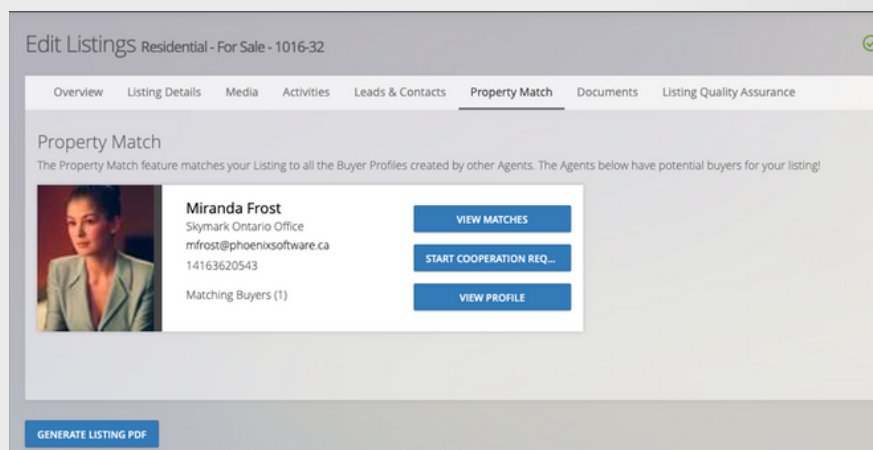 Edit Listings Residential - For Sale - 1016-32
Overview Listing Details Media Activities Leads & Contacts Property Match Documents Listing Quality Assurance
Property Match
The Property Match feature matches your Listing to all the Buyer Profiles created by other Agents. The Agents below have potential buyers for your listing!
Miranda Frost
Skymark Ontario Office
mfrost@phoenixsoftware.ca
14163620543
Matching Buyers (1)
VIEW MATCHES
START COOPERATION REQ...
VIEW PROFILE
GENERATE LISTING PDF